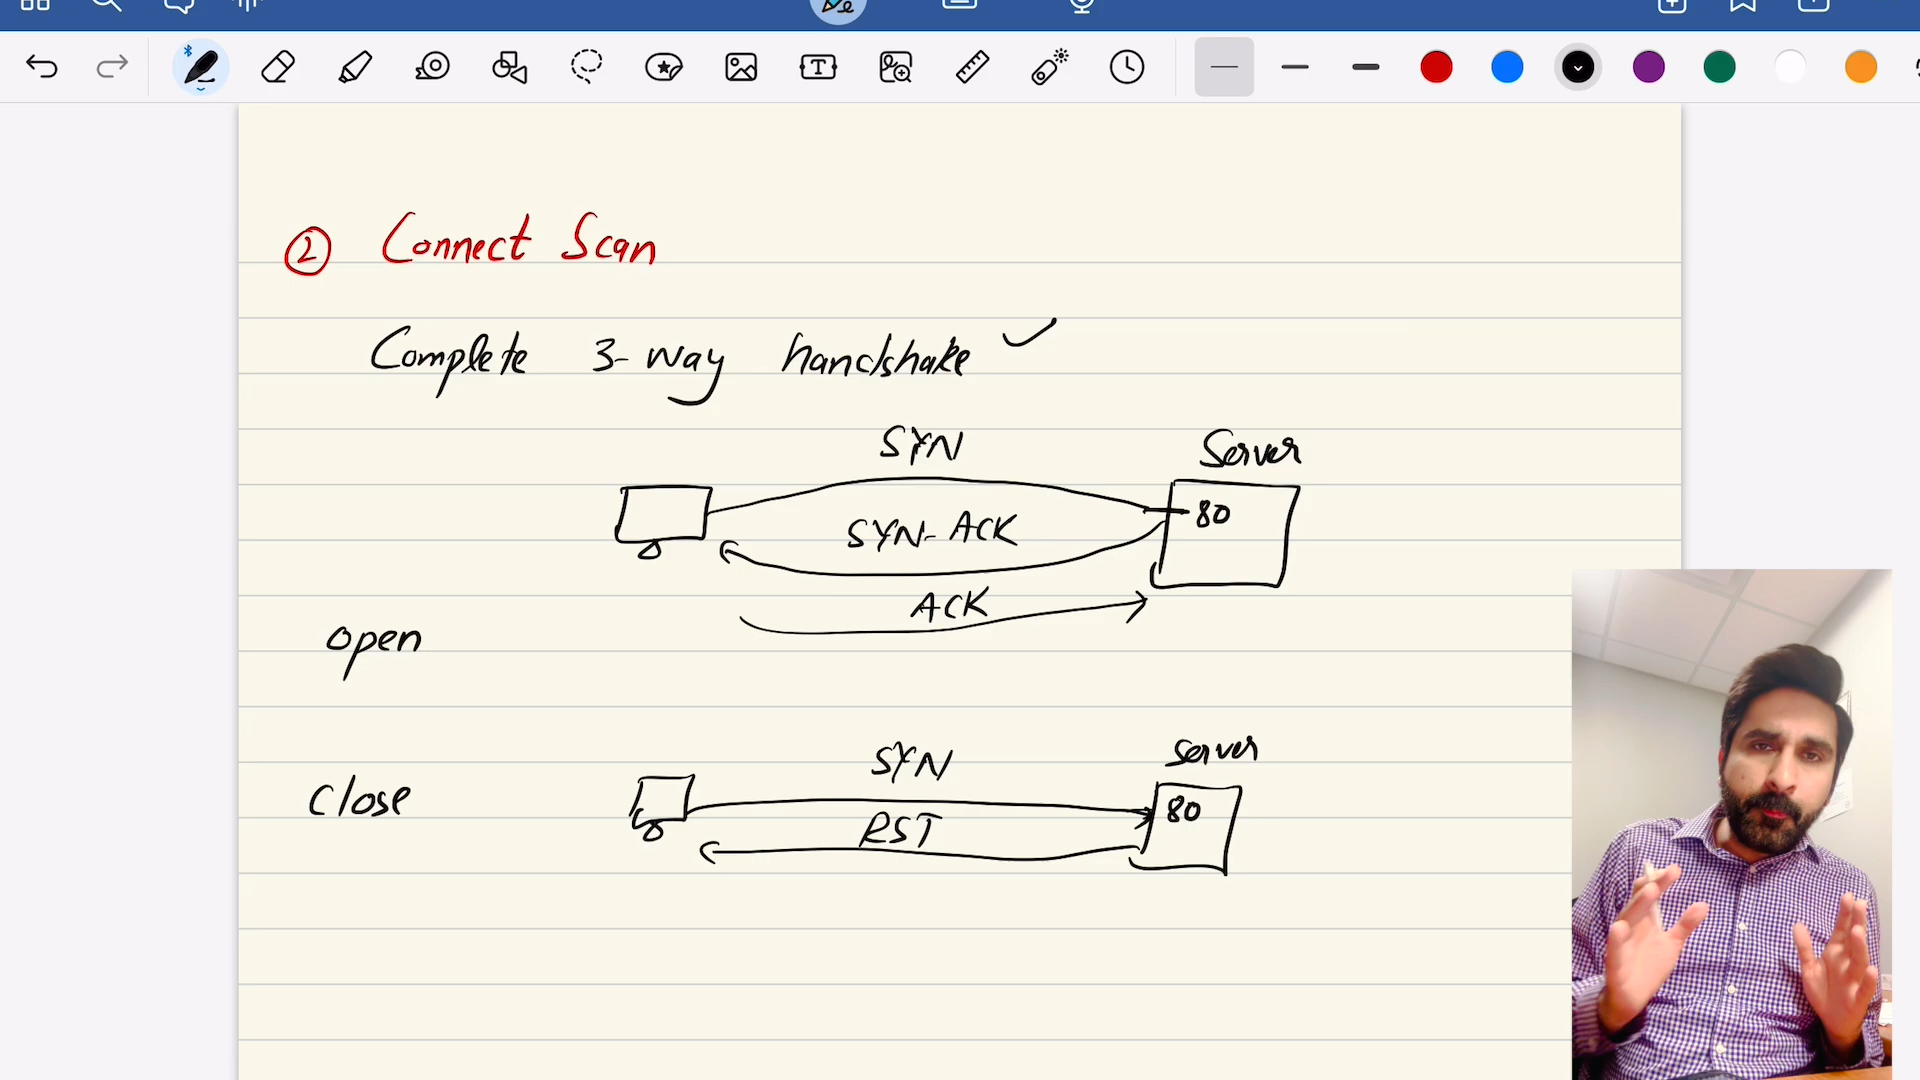 ② Connect Scan
Complete 3-way handshake ✓
SYN
Server
80
SYN-ACK
ACK
open
SYN
Server
Close
80
RST